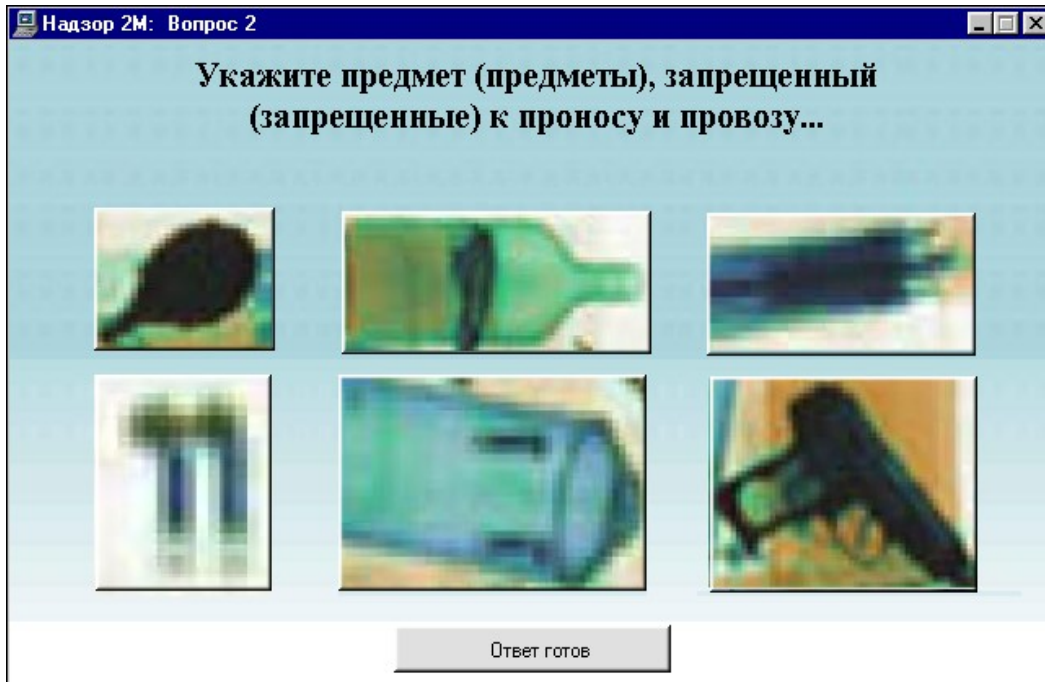 Надзор 2М: Вопрос 2
Укажите предмет (предметы), запрещенный
(запрещенные) к проносу и провозу...
Ответ готов